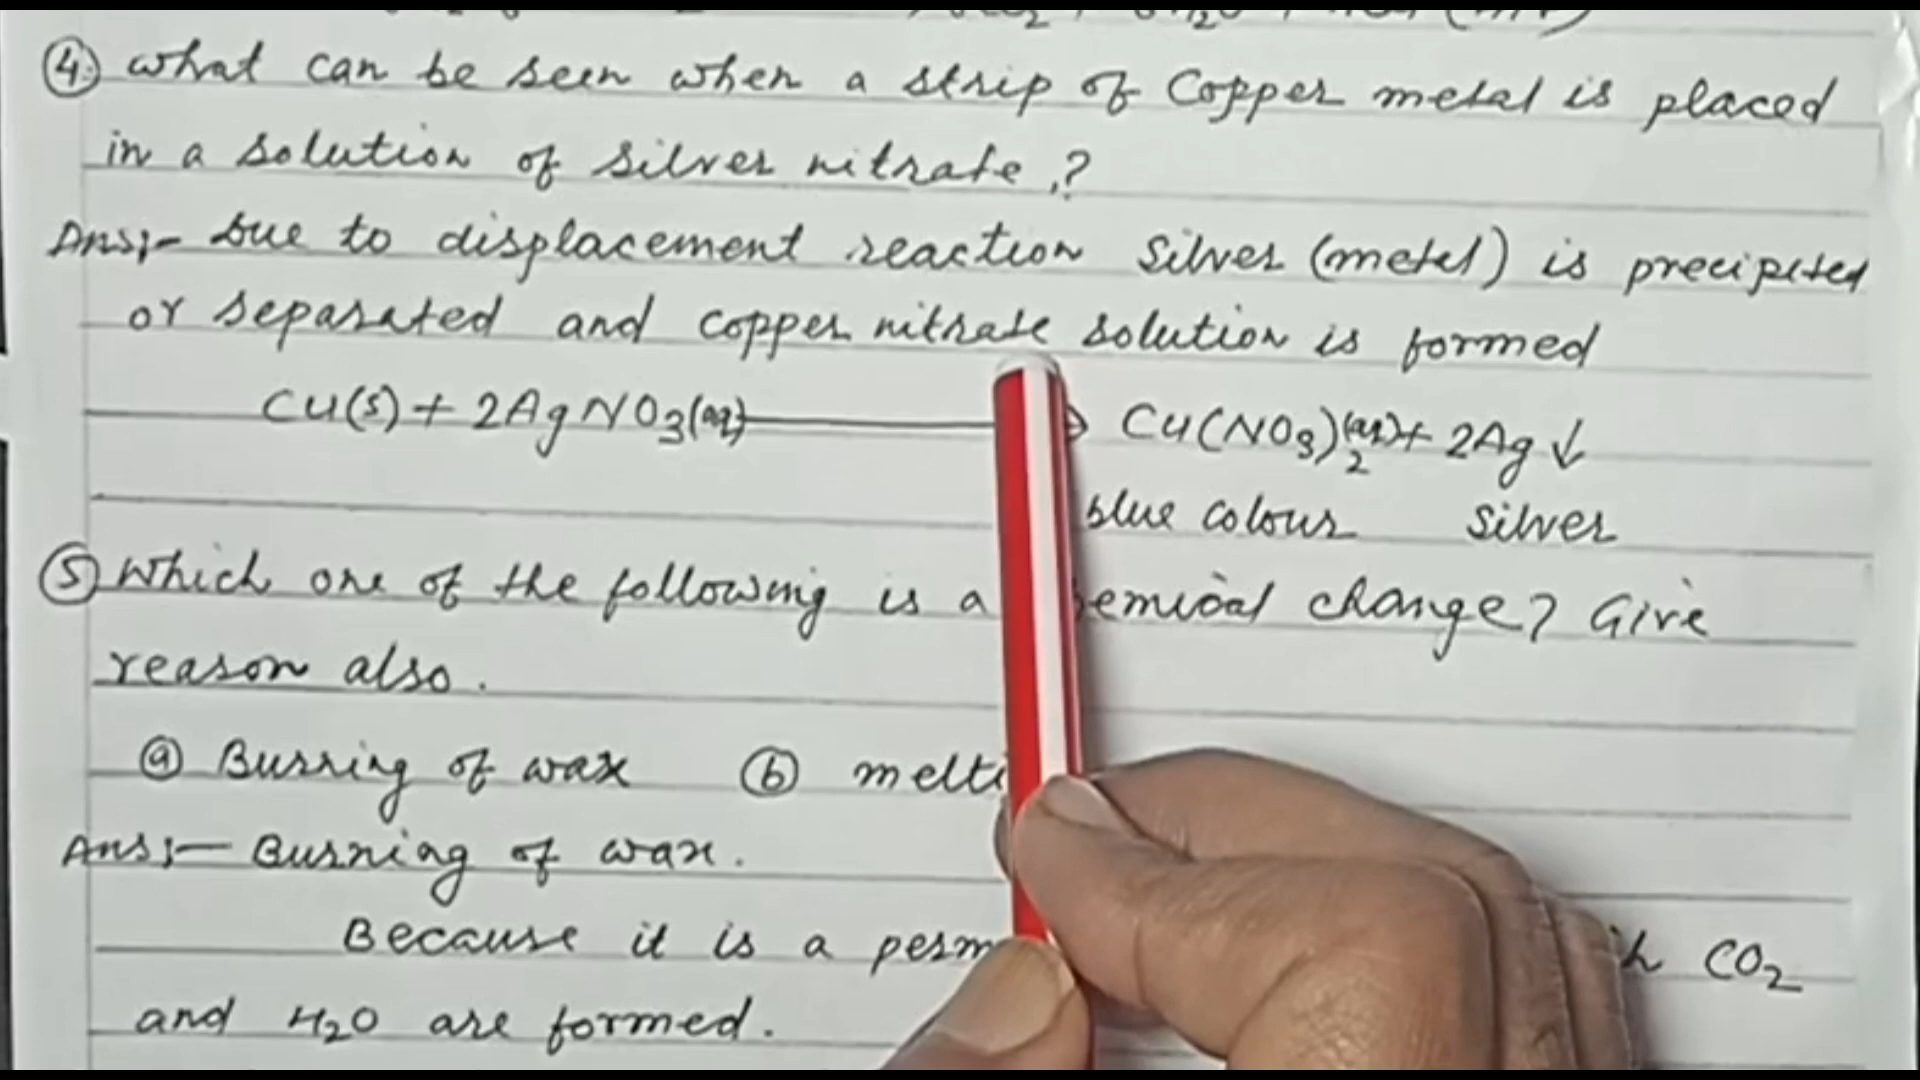 ④ What can be seen when a strip of Copper metal is placed
in a solution of silver nitrate,?
Ans:- Due to displacement reaction silver (metal) is precipited
or separated and copper nitrate solution is formed
Cu(s) + 2AgNO3(aq) → Cu(NO3)2(aq) + 2Ag↓
blue colour silver
⑤ Which one of the following is a change? Give
reason also.
ⓐ Burning of wax ⓑ
Ans:- Burning of wax.
Because it is a CO2
and H2O are formed.